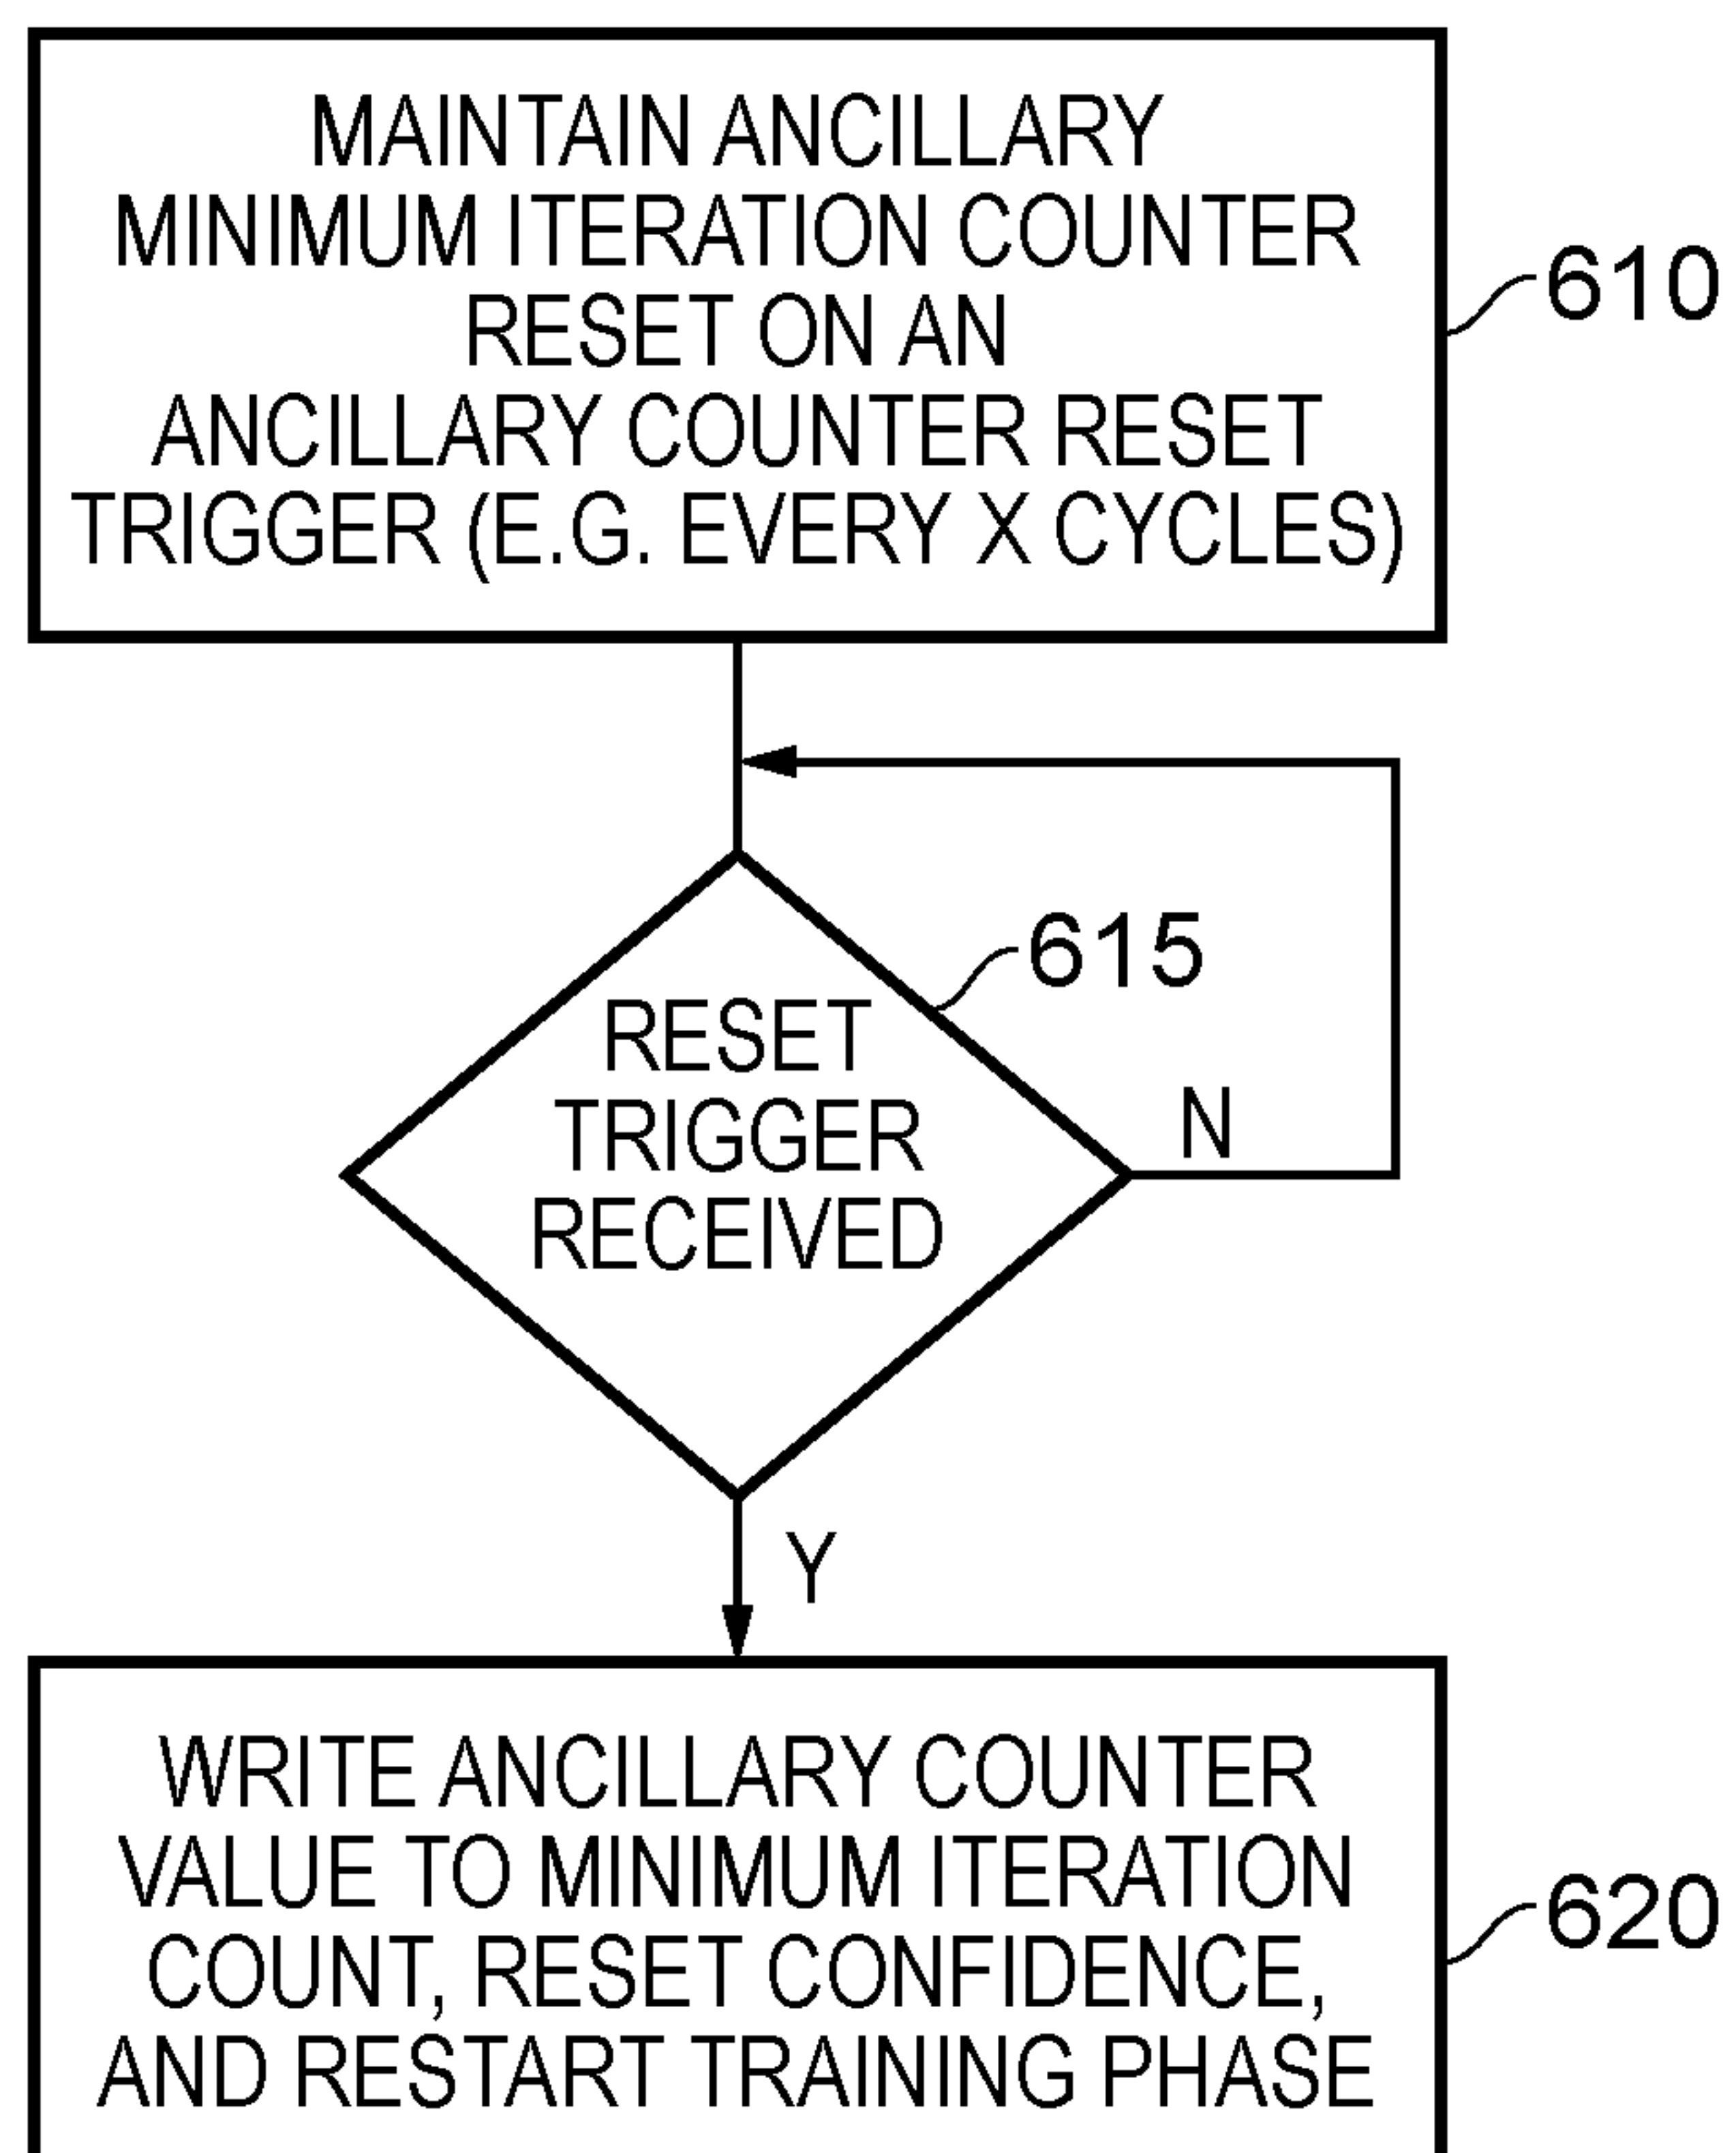 MAINTAIN ANCILLARY
MINIMUM ITERATION COUNTER
RESET ON AN
ANCILLARY COUNTER RESET
TRIGGER (E.G. EVERY X CYCLES)
610
615
RESET
TRIGGER
RECEIVED
N
Y
WRITE ANCILLARY COUNTER
VALUE TO MINIMUM ITERATION
COUNT, RESET CONFIDENCE,
AND RESTART TRAINING PHASE
620